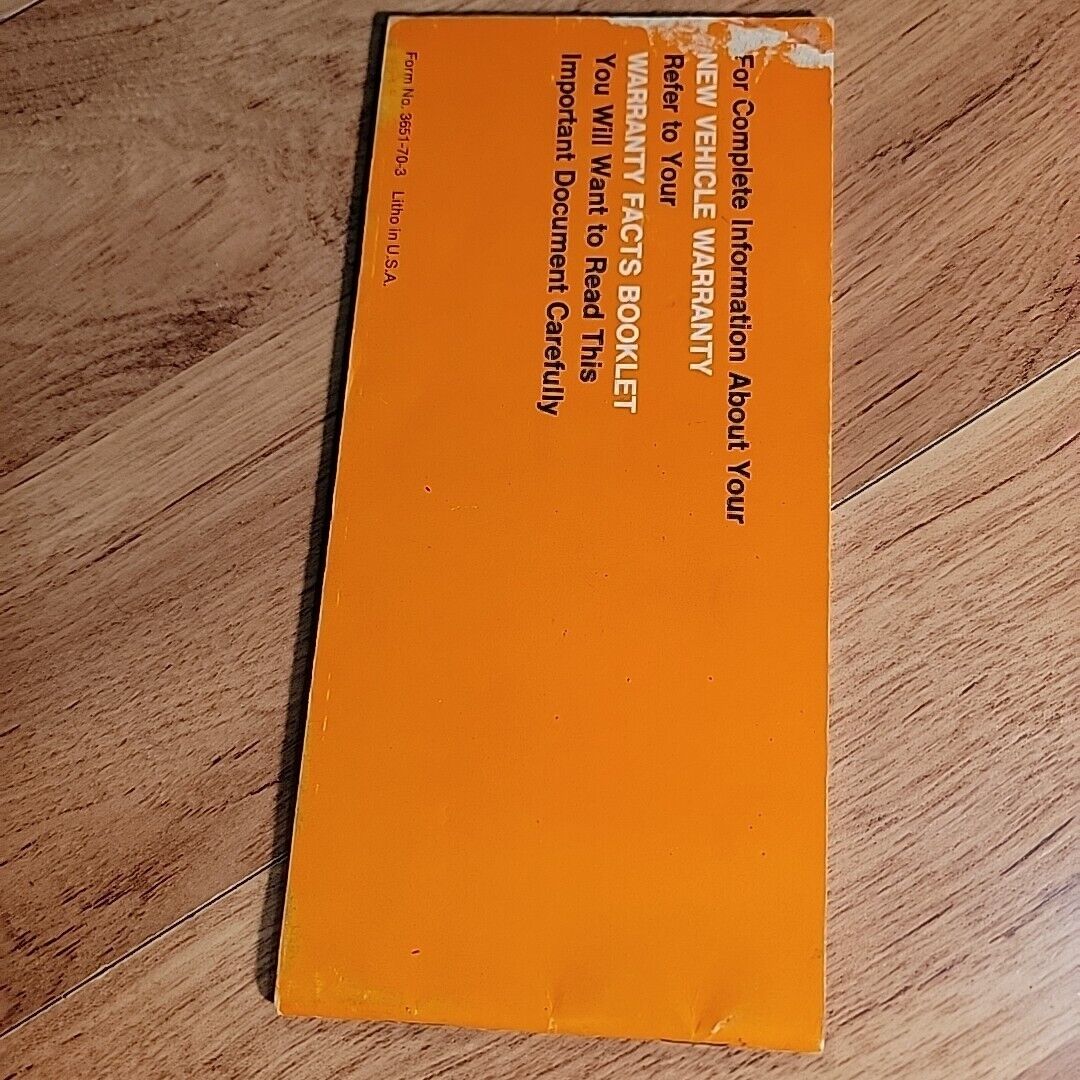 For Complete Information About Your
NEW VEHICLE WARRANTY
Refer to Your
WARRANTY FACTS BOOKLET
You Will Want to Read This
Important Document Carefully
Form No. 3651-70-3 Litho in U.S.A.